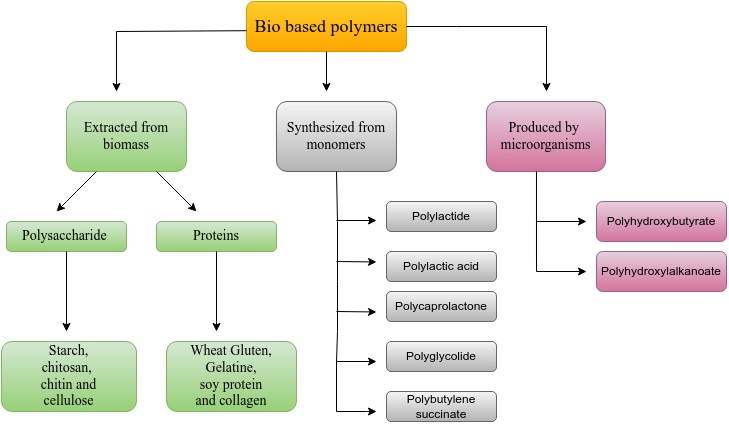 Bio based polymers
Extracted from
biomass
Synthesized from
monomers
Produced by
microorganisms
Polysaccharide
Proteins
Starch,
chitosan,
chitin and
cellulose
Wheat Gluten,
Gelatine,
soy protein
and collagen
Polylactide
Polylactic acid
Polycaprolactone
Polyglycolide
Polybutylene
succinate
Polyhydroxybutyrate
Polyhydroxylalkanoate